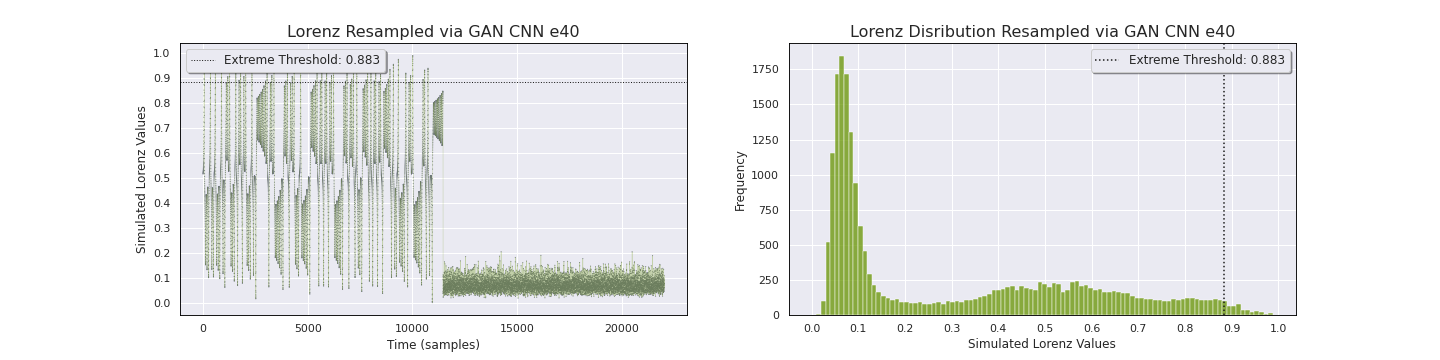 Lorenz Resampled via GAN CNN e40
Extreme Threshold: 0.883
Simulated Lorenz Values
1.0
0.9
0.8
0.7
0.6
0.5
0.4
0.3
0.2
0.1
0.0
0 5000 10000 15000 20000
Time (samples)
Lorenz Disribution Resampled via GAN CNN e40
Extreme Threshold: 0.883
Frequency
1750
1500
1250
1000
750
500
250
0
0.0 0.1 0.2 0.3 0.4 0.5 0.6 0.7 0.8 0.9 1.0
Simulated Lorenz Values